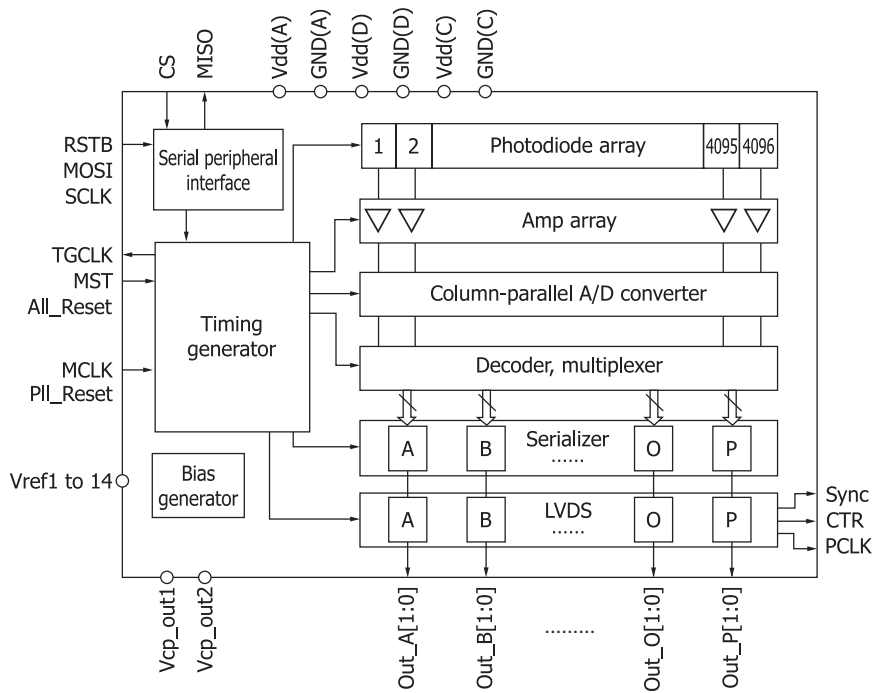 CS
MISO
Vdd(A)
GND(A)
Vdd(D)
GND(D)
Vdd(C)
GND(C)
RSTB
MOSI
SCLK
Serial peripheral
interface
1
2
Photodiode array
4095
4096
Amp array
TGCLK
MST
All_Reset
MCLK
Pll_Reset
Timing
generator
Column-parallel A/D converter
Decoder, multiplexer
A
B
Serializer
......
O
P
Vref1 to 14
Bias
generator
A
B
LVDS
......
O
P
Sync
CTR
PCLK
Vcp_out1
Vcp_out2
Out_A[1:0]
Out_B[1:0]
.........
Out_O[1:0]
Out_P[1:0]